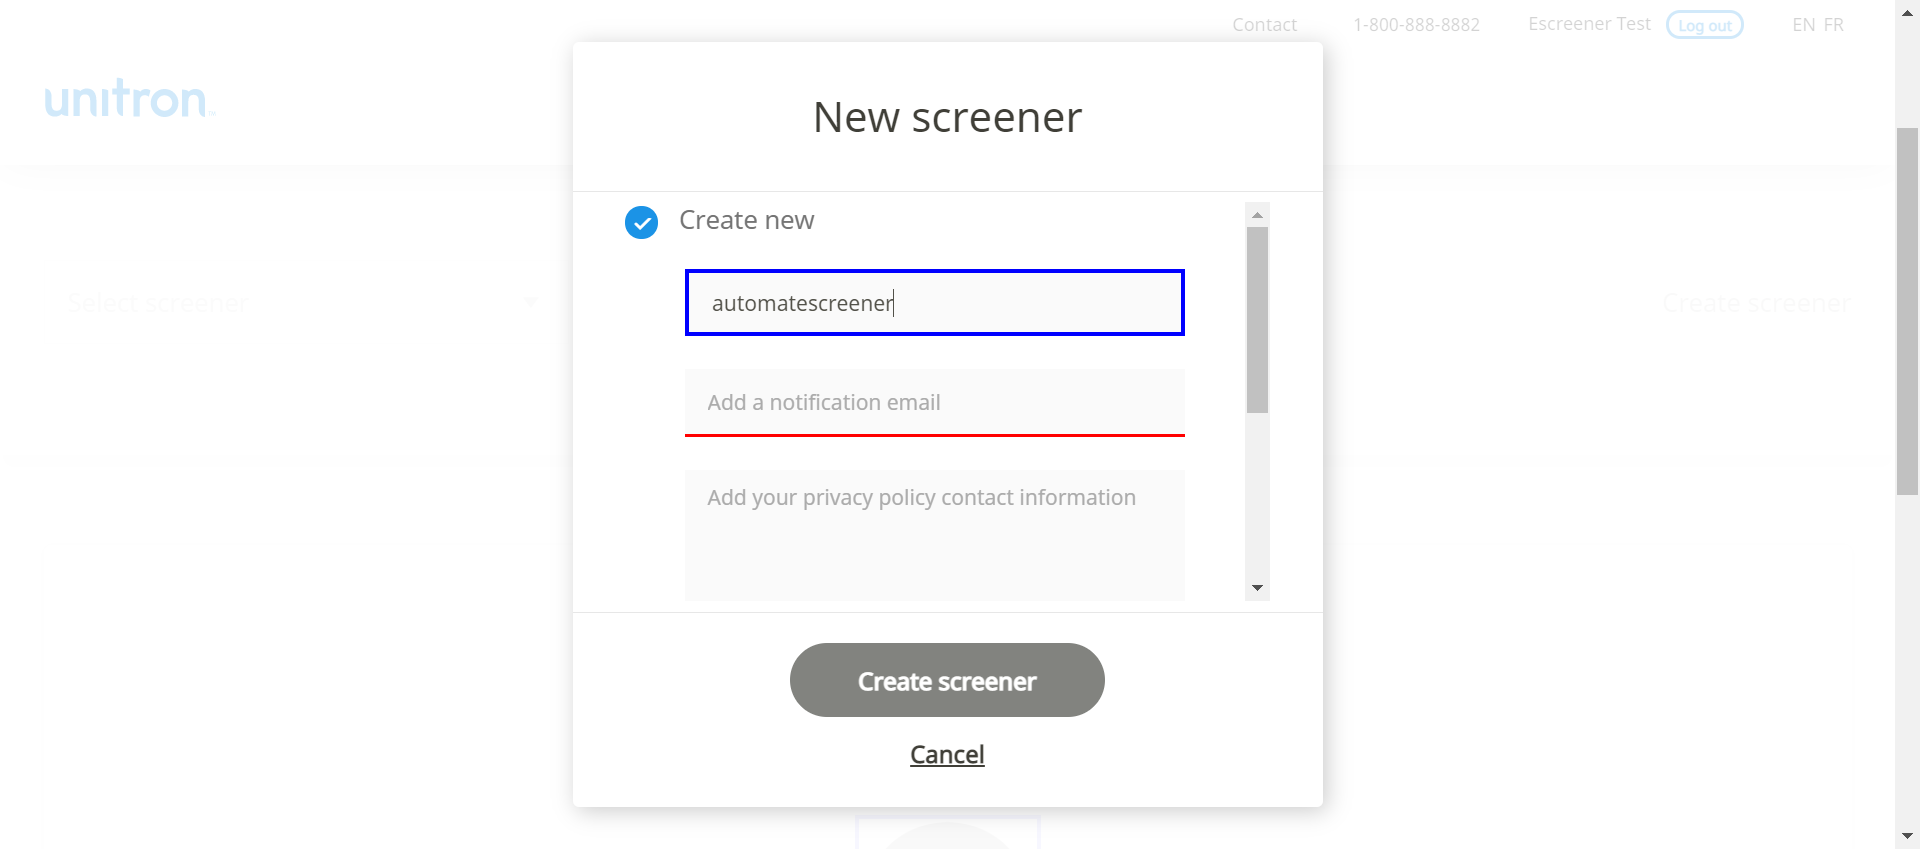 Contact 1-800-888-8882 Escreener Test Log out EN FR
unitron
New screener
Create new
automatescreener
Select screener
Create screener
Add a notification email
Add your privacy policy contact information
Create screener
Cancel